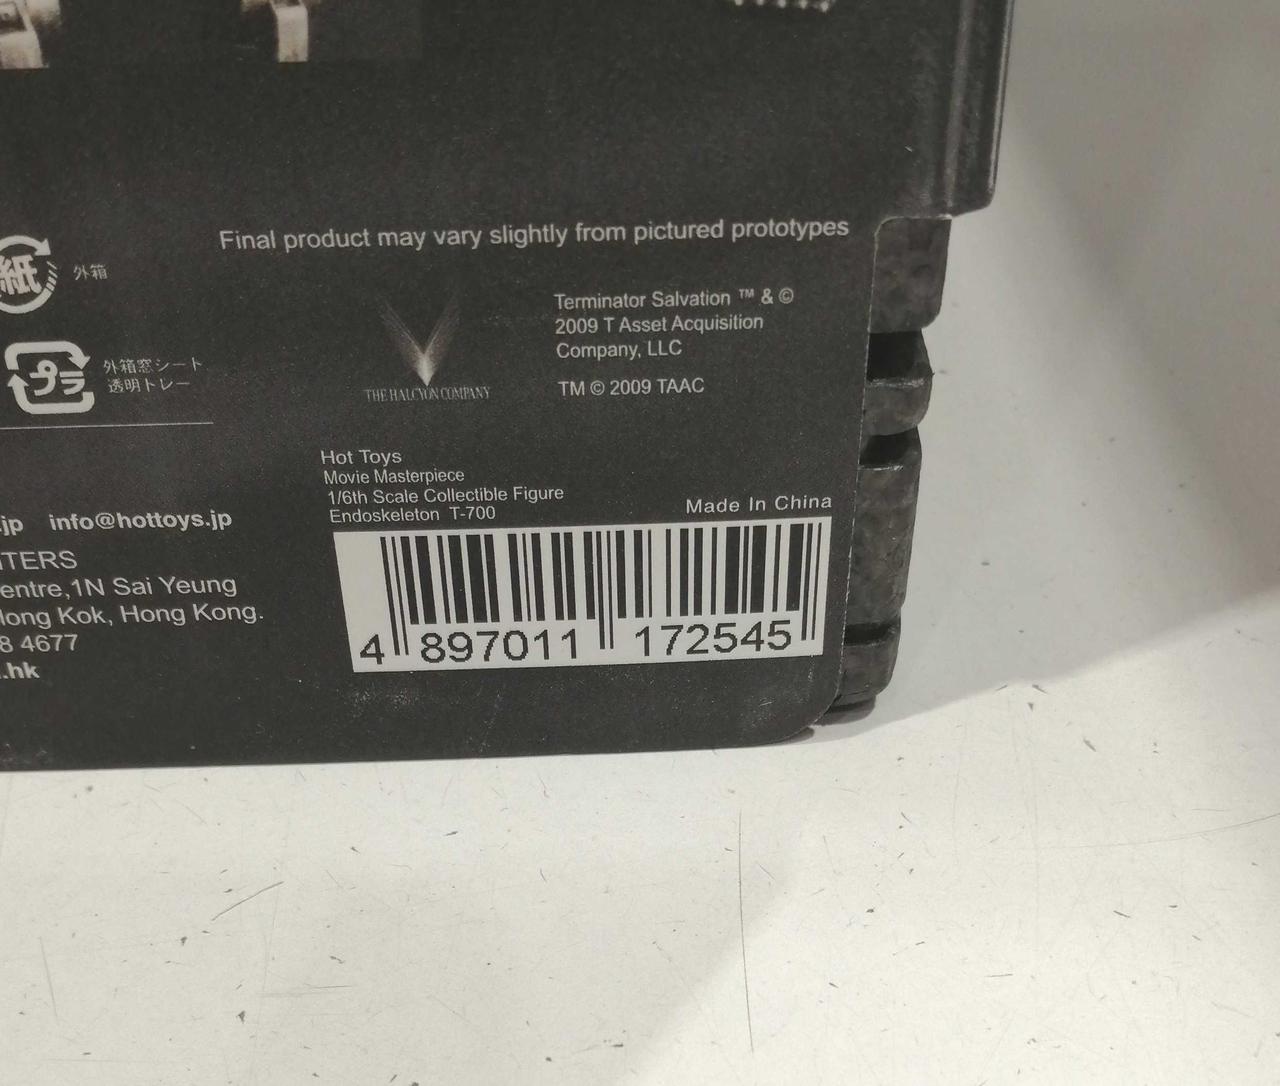 Final product may vary slightly from pictured prototypes
紙 外箱
プラ 外箱窓シート
透明トレー
THE HALCYON COMPANY
Terminator Salvation ™ & ©
2009 T Asset Acquisition
Company, LLC
TM © 2009 TAAC
.jp info@hottoys.jp
TERS
entre,1N Sai Yeung
ong Kok, Hong Kong.
8 4677
.hk
Hot Toys
Movie Masterpiece
1/6th Scale Collectible Figure
Endoskeleton T-700
Made In China
4 897011 172545